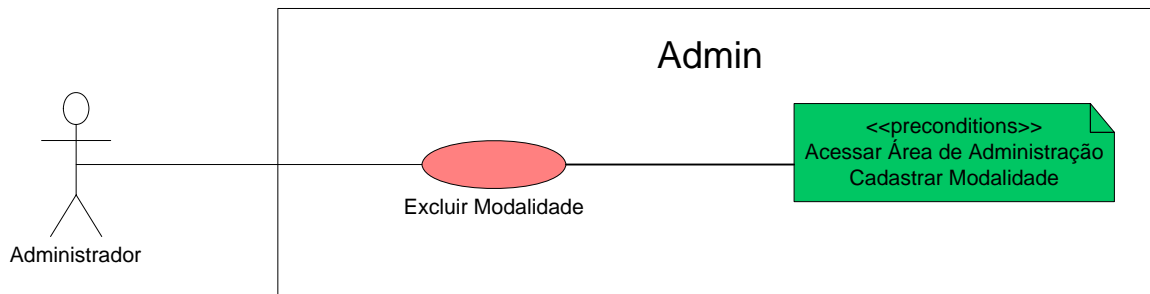 Admin
<<preconditions>>
Acessar Área de Administração
Cadastrar Modalidade
Excluir Modalidade
Administrador